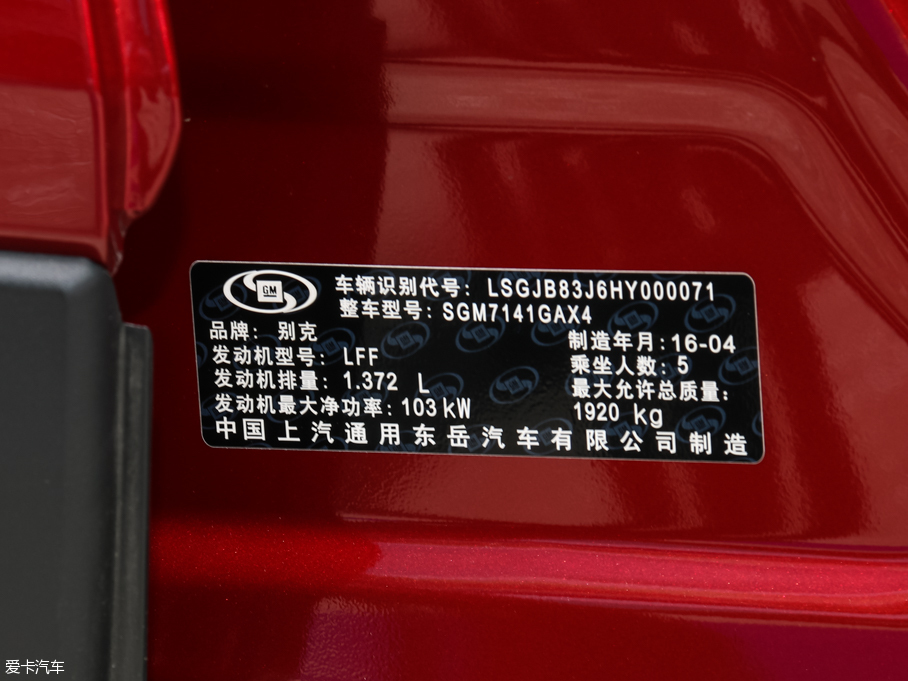 GM
车辆识别代号: LSGJB83J6HY000071
整车型号: SGM7141GAX4
品牌: 别克
制造年月:16-04
发动机型号: LFF
乘坐人数: 5
发动机排量: 1.372 L
最大允许总质量:
1920 kg
发动机最大净功率: 103 kW
中国上汽通用东岳汽车有限公司制造
爱卡汽车